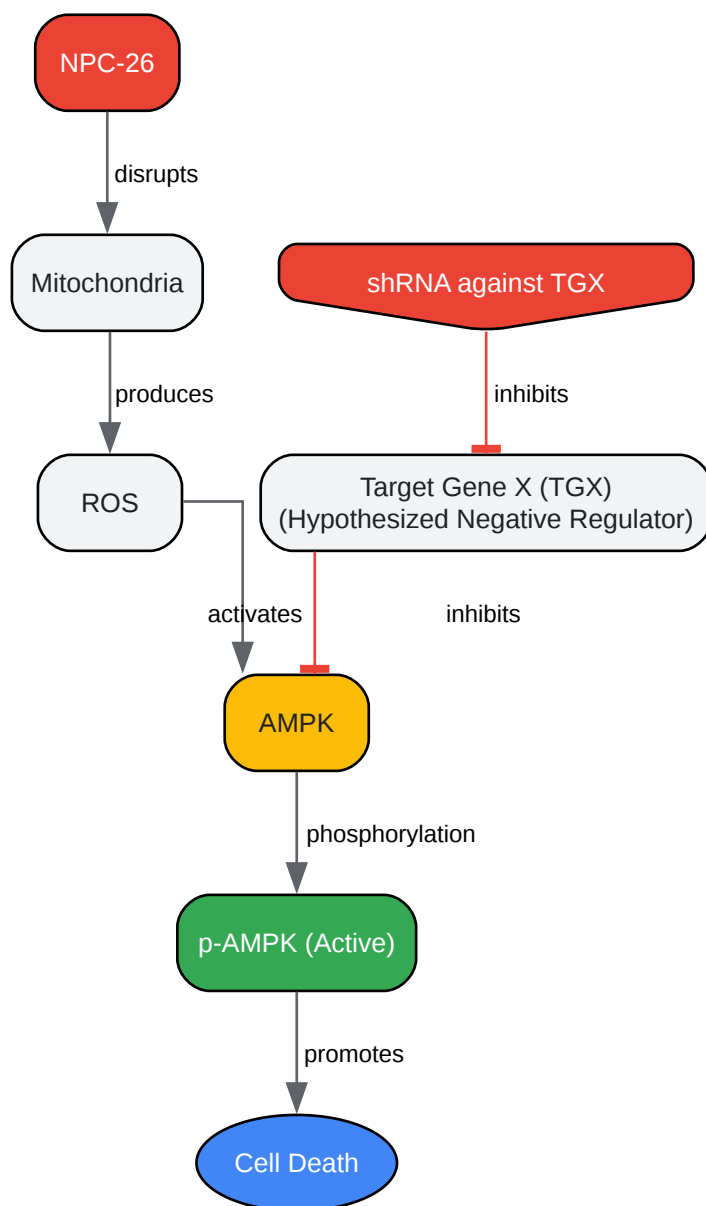 NPC-26
disrupts
Mitochondria
shRNA against TGX
produces
inhibits
ROS
Target Gene X (TGX)
(Hypothesized Negative Regulator)
activates
inhibits
AMPK
phosphorylation
p-AMPK (Active)
promotes
Cell Death